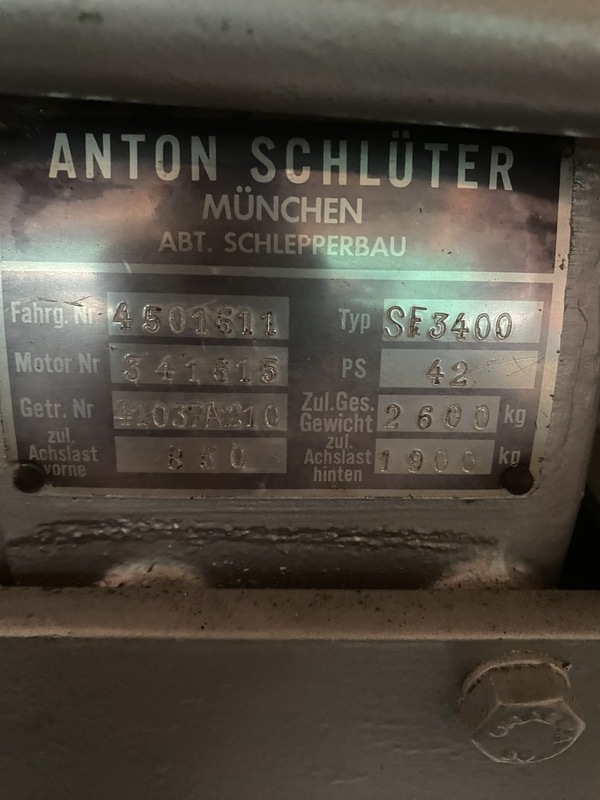 ANTON SCHLÜTER
MÜNCHEN
ABT. SCHLEPPERBAU
Fahrg. Nr 4501611 Typ SF3400
Motor Nr 341615 PS 42
Getr. Nr Zul.Ges. Gewicht 2600 kg
zul. Achslast vorne 850 zul. Achslast hinten 1900 kg